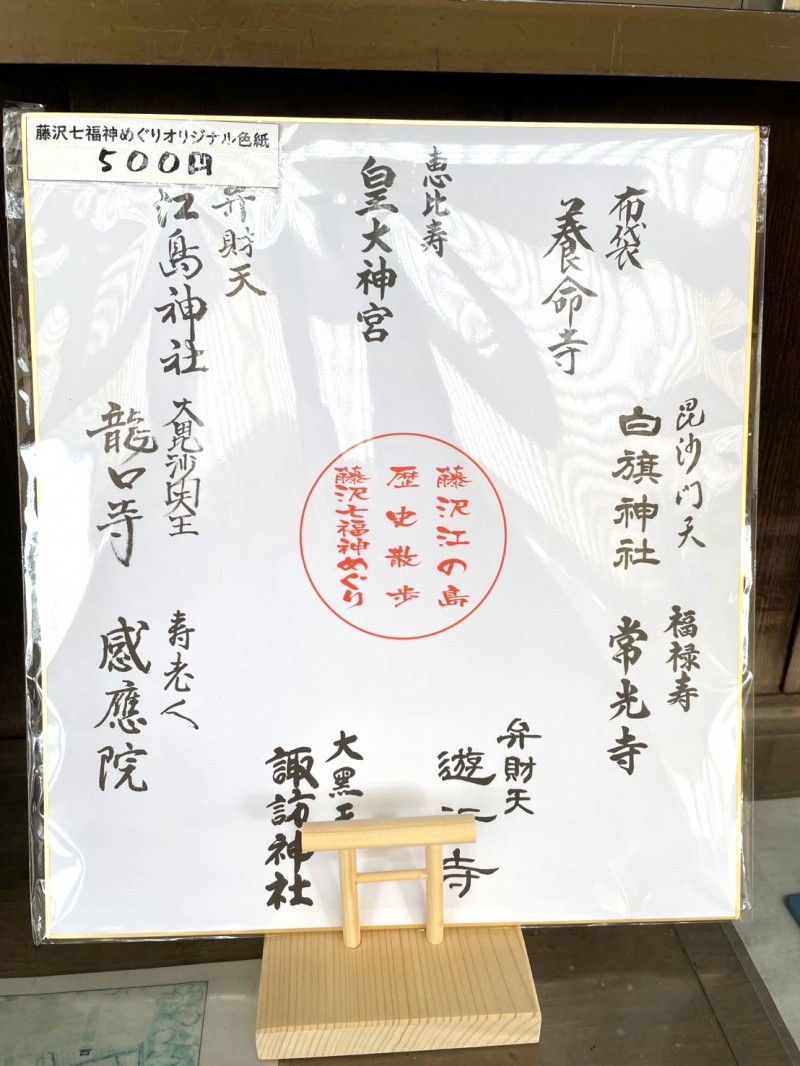 藤沢七福神めぐりオリジナル色紙
500円
布袋
養命寺
恵比寿
皇大神宮
弁財天
江島神社
毘沙門天
白旗神社
藤沢江の島
歴史散歩
藤沢七福神めぐり
大毘沙門天王
龍口寺
福禄寿
常光寺
寿老人
感應院
弁財天
遊 寺
大黒
諏訪神社